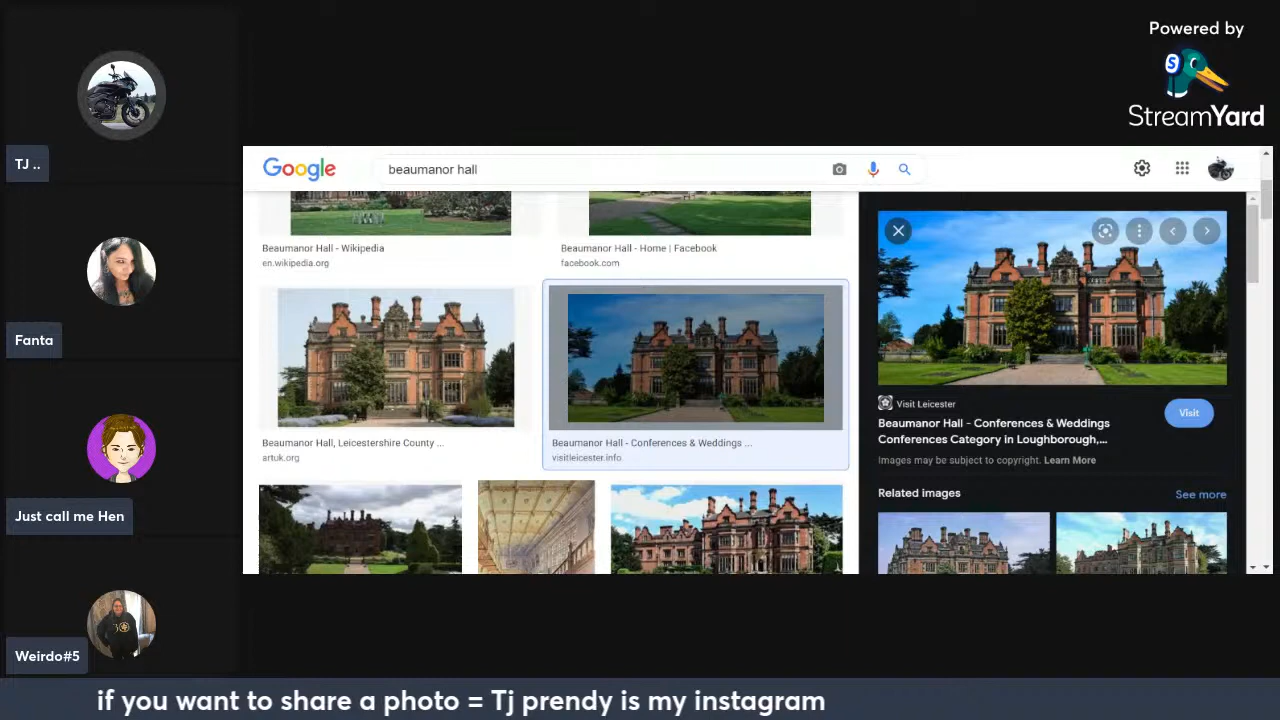 Powered by
S
StreamYard
TJ ..
Fanta
Just call me Hen
Weirdo#5
Google
beaumanor hall
Beaumanor Hall - Wikipedia
en.wikipedia.org
Beaumanor Hall - Home | Facebook
facebook.com
Beaumanor Hall, Leicestershire County ...
artuk.org
Beaumanor Hall - Conferences & Weddings ...
visitleicester.info
Visit Leicester
Visit
Beaumanor Hall - Conferences & Weddings
Conferences Category in Loughborough,...
Images may be subject to copyright. Learn More
Related images
See more
if you want to share a photo = Tj prendy is my instagram